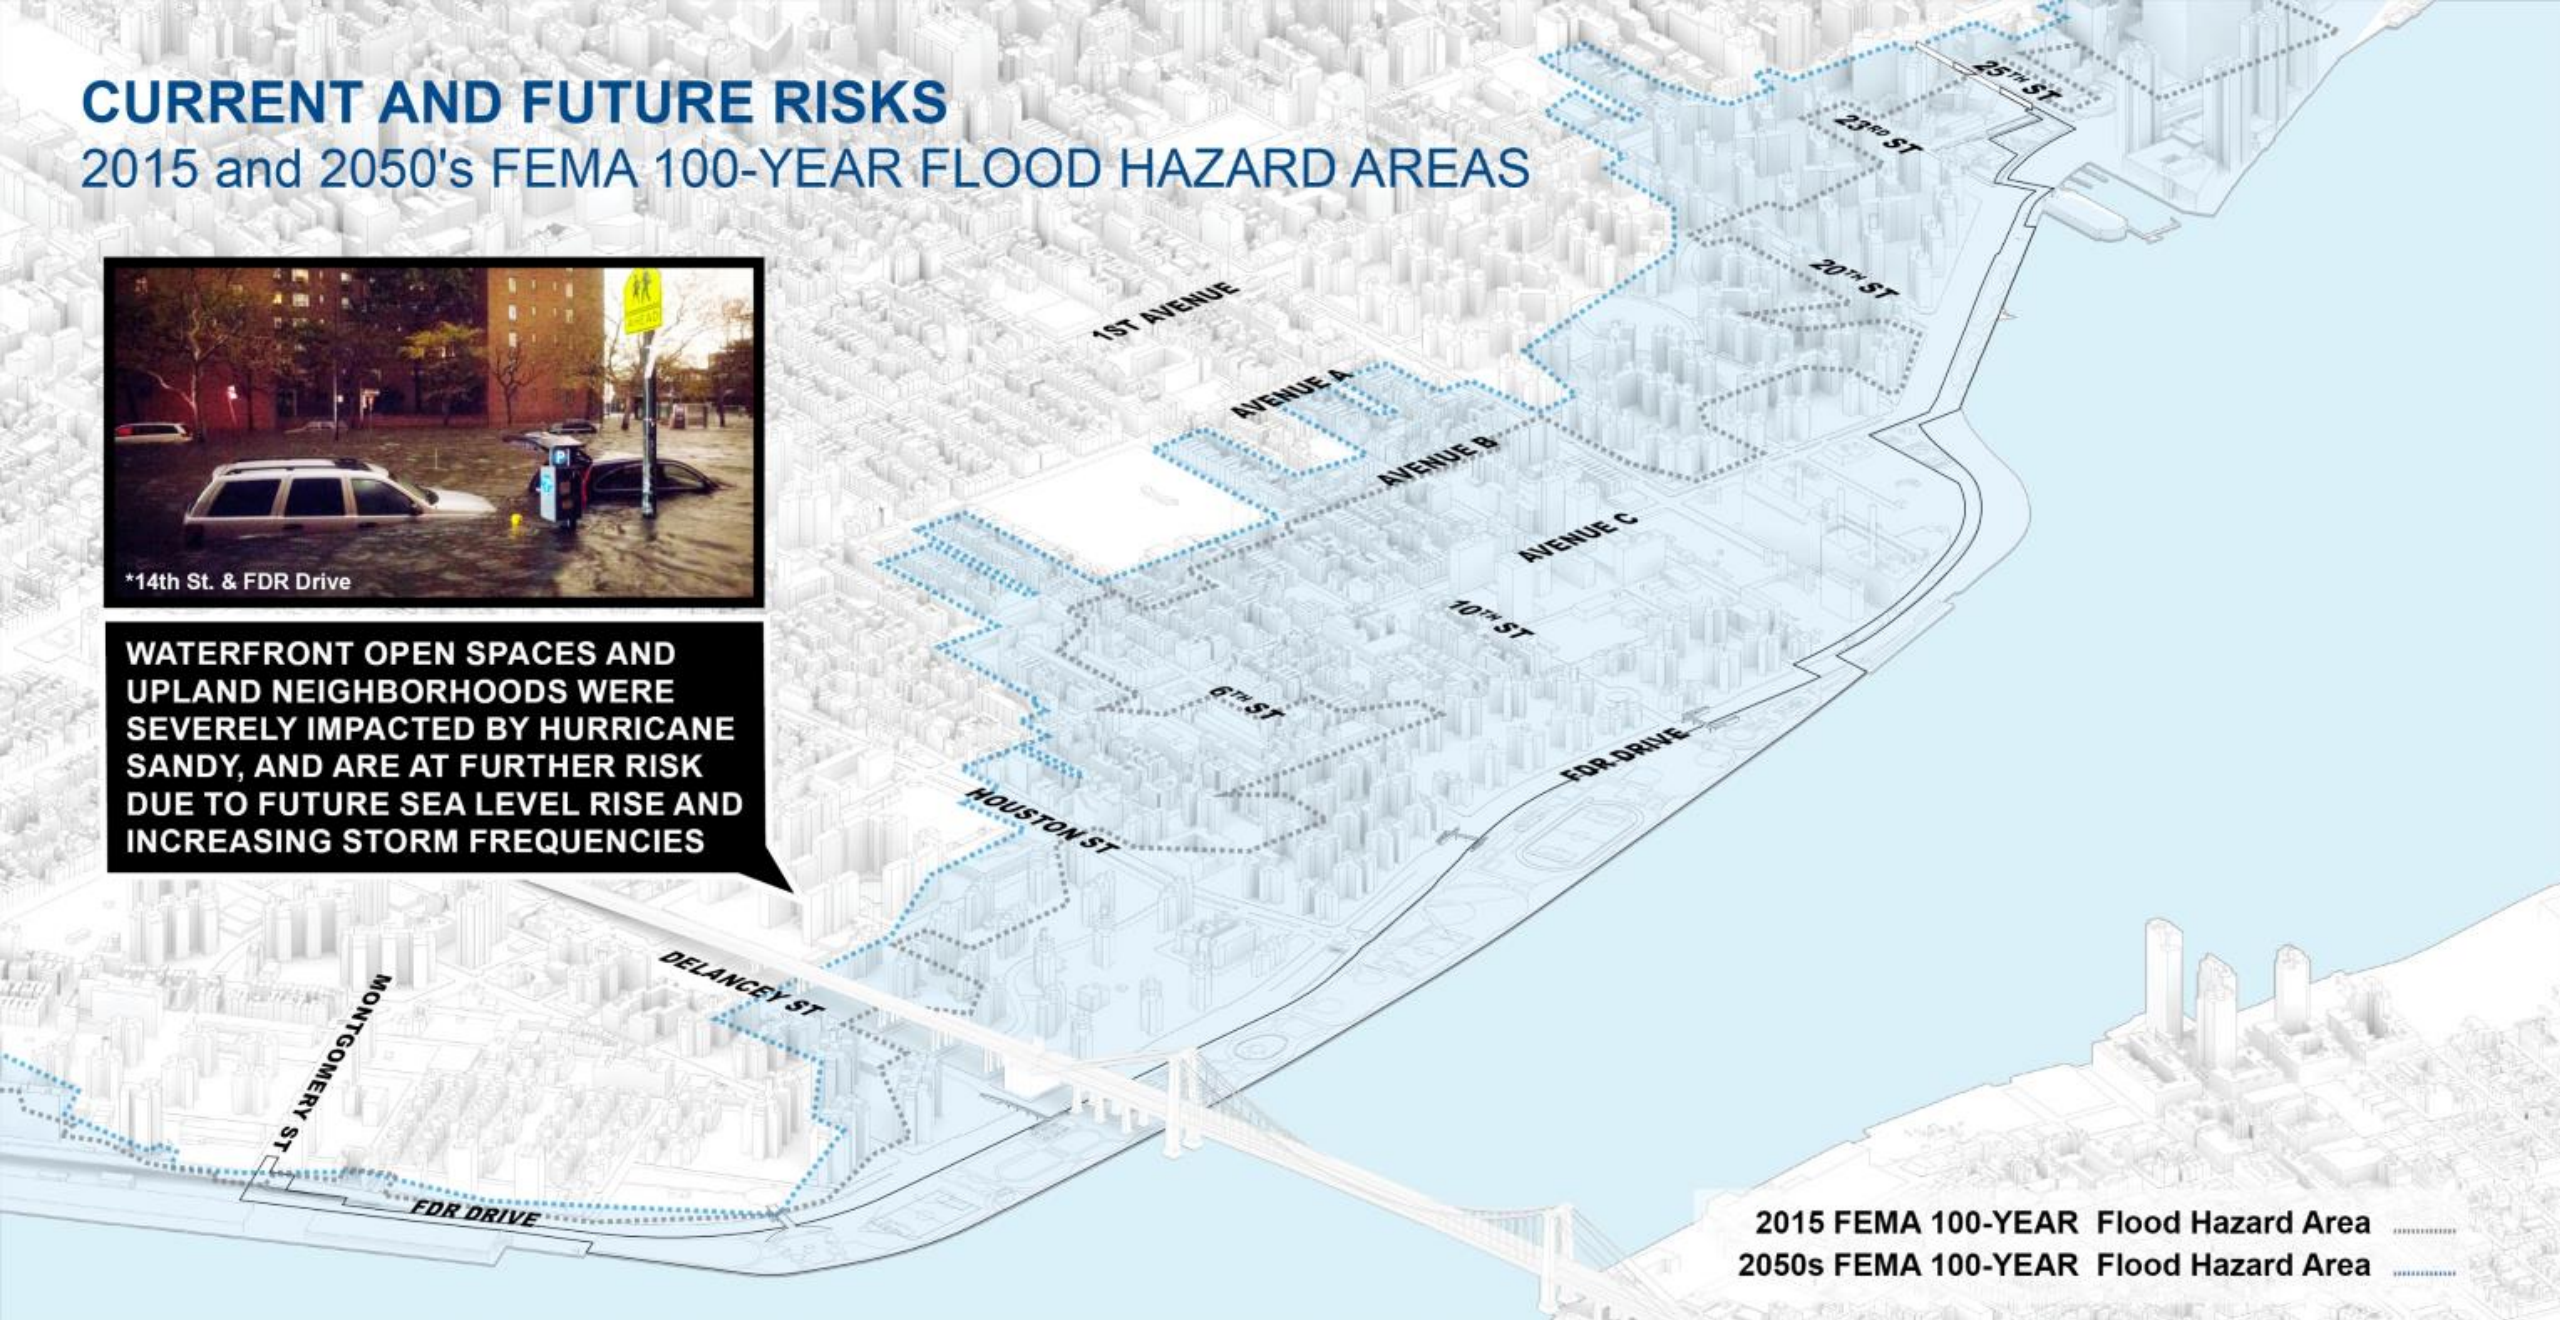 CURRENT AND FUTURE RISKS
2015 and 2050's FEMA 100-YEAR FLOOD HAZARD AREAS
25TH ST
23RD ST
20TH ST
1ST AVENUE
AVENUE A
AVENUE B
AVENUE C
10TH ST
6TH ST
FDR DRIVE
HOUSTON ST
DELANCEY ST
MONTGOMERY ST
FDR DRIVE
AHEAD
P
*14th St. & FDR Drive
WATERFRONT OPEN SPACES AND
UPLAND NEIGHBORHOODS WERE
SEVERELY IMPACTED BY HURRICANE
SANDY, AND ARE AT FURTHER RISK
DUE TO FUTURE SEA LEVEL RISE AND
INCREASING STORM FREQUENCIES
2015 FEMA 100-YEAR Flood Hazard Area
2050s FEMA 100-YEAR Flood Hazard Area